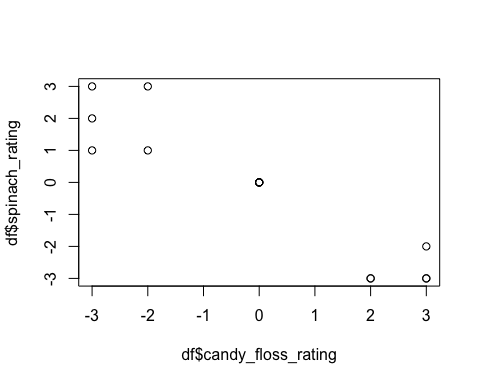 df$spinach_rating
3
2
1
0
-1
-2
-3
-3 -2 -1 0 1 2 3
df$candy_floss_rating